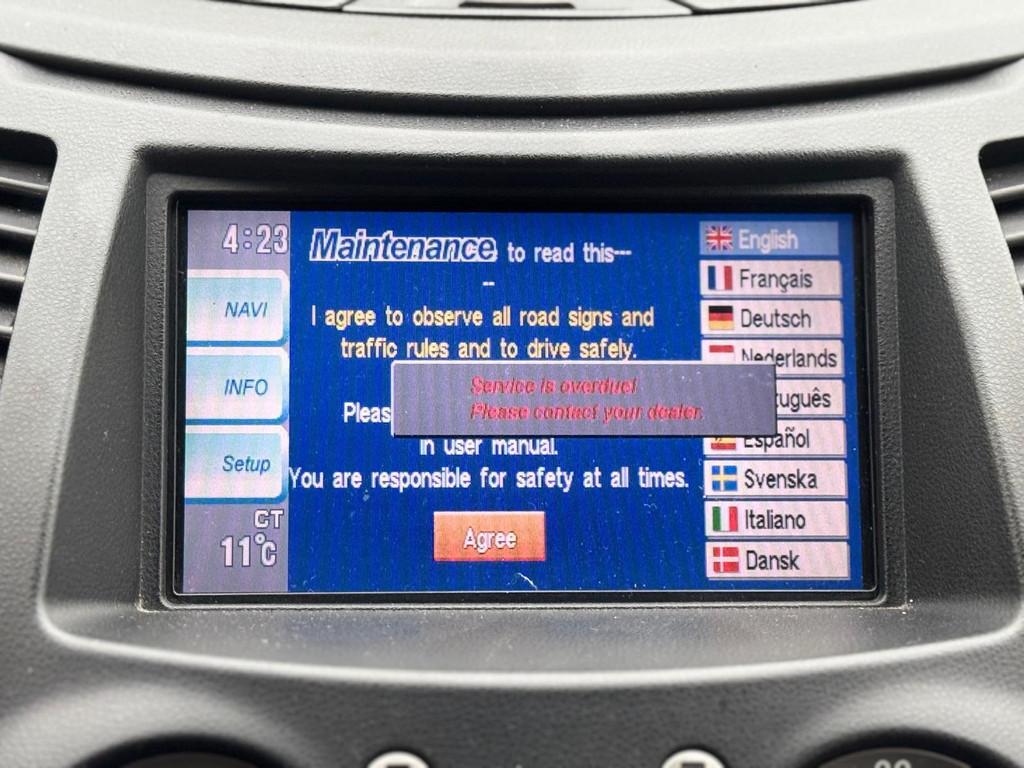 4:23
NAVI
INFO
Setup
CT
11°C
Maintenance to read this---
--
I agree to observe all road signs and
traffic rules and to drive safely.
Service is overdue!
Please contact your dealer.
in user manual.
You are responsible for safety at all times.
Agree
English
Français
Deutsch
Nederlands
Español
Svenska
Italiano
Dansk